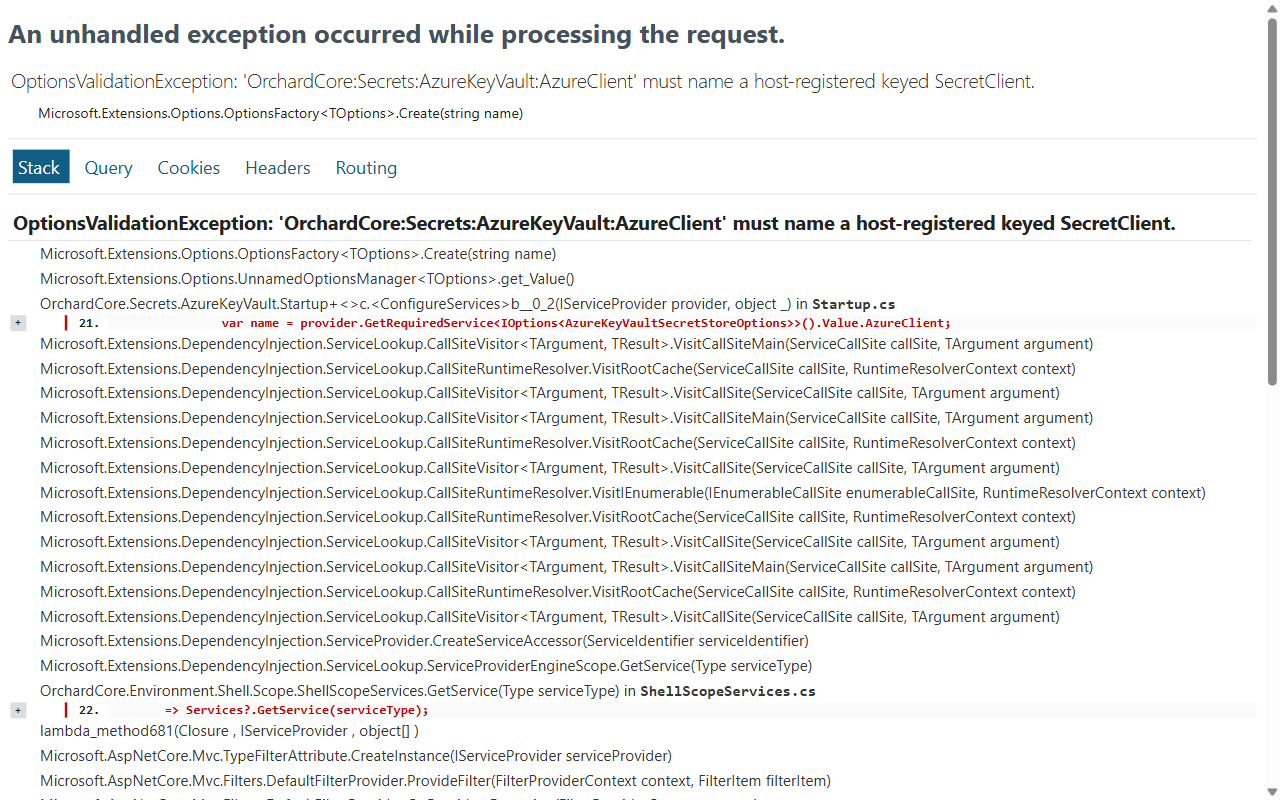 An unhandled exception occurred while processing the request.
OptionsValidationException: 'OrchardCore:Secrets:AzureKeyVault:AzureClient' must name a host-registered keyed SecretClient.
Microsoft.Extensions.Options.OptionsFactory<TOptions>.Create(string name)
Stack Query Cookies Headers Routing
OptionsValidationException: 'OrchardCore:Secrets:AzureKeyVault:AzureClient' must name a host-registered keyed SecretClient.
Microsoft.Extensions.Options.OptionsFactory<TOptions>.Create(string name)
Microsoft.Extensions.Options.UnnamedOptionsManager<TOptions>.get_Value()
OrchardCore.Secrets.AzureKeyVault.Startup+<>c.<ConfigureServices>b__0_2(IServiceProvider provider, object _) in Startup.cs
+ 21. var name = provider.GetRequiredService<IOptions<AzureKeyVaultSecretStoreOptions>>().Value.AzureClient;
Microsoft.Extensions.DependencyInjection.ServiceLookup.CallSiteVisitor<TArgument, TResult>.VisitCallSiteMain(ServiceCallSite callSite, TArgument argument)
Microsoft.Extensions.DependencyInjection.ServiceLookup.CallSiteRuntimeResolver.VisitRootCache(ServiceCallSite callSite, RuntimeResolverContext context)
Microsoft.Extensions.DependencyInjection.ServiceLookup.CallSiteVisitor<TArgument, TResult>.VisitCallSite(ServiceCallSite callSite, TArgument argument)
Microsoft.Extensions.DependencyInjection.ServiceLookup.CallSiteVisitor<TArgument, TResult>.VisitCallSiteMain(ServiceCallSite callSite, TArgument argument)
Microsoft.Extensions.DependencyInjection.ServiceLookup.CallSiteRuntimeResolver.VisitRootCache(ServiceCallSite callSite, RuntimeResolverContext context)
Microsoft.Extensions.DependencyInjection.ServiceLookup.CallSiteVisitor<TArgument, TResult>.VisitCallSite(ServiceCallSite callSite, TArgument argument)
Microsoft.Extensions.DependencyInjection.ServiceLookup.CallSiteRuntimeResolver.VisitIEnumerable(IEnumerableCallSite enumerableCallSite, RuntimeResolverContext context)
Microsoft.Extensions.DependencyInjection.ServiceLookup.CallSiteRuntimeResolver.VisitRootCache(ServiceCallSite callSite, RuntimeResolverContext context)
Microsoft.Extensions.DependencyInjection.ServiceLookup.CallSiteVisitor<TArgument, TResult>.VisitCallSite(ServiceCallSite callSite, TArgument argument)
Microsoft.Extensions.DependencyInjection.ServiceLookup.CallSiteVisitor<TArgument, TResult>.VisitCallSiteMain(ServiceCallSite callSite, TArgument argument)
Microsoft.Extensions.DependencyInjection.ServiceLookup.CallSiteRuntimeResolver.VisitRootCache(ServiceCallSite callSite, RuntimeResolverContext context)
Microsoft.Extensions.DependencyInjection.ServiceLookup.CallSiteVisitor<TArgument, TResult>.VisitCallSite(ServiceCallSite callSite, TArgument argument)
Microsoft.Extensions.DependencyInjection.ServiceProvider.CreateServiceAccessor(ServiceIdentifier serviceIdentifier)
Microsoft.Extensions.DependencyInjection.ServiceLookup.ServiceProviderEngineScope.GetService(Type serviceType)
OrchardCore.Environment.Shell.Scope.ShellScopeServices.GetService(Type serviceType) in ShellScopeServices.cs
+ 22. => Services?.GetService(serviceType);
lambda_method681(Closure , IServiceProvider , object[] )
Microsoft.AspNetCore.Mvc.TypeFilterAttribute.CreateInstance(IServiceProvider serviceProvider)
Microsoft.AspNetCore.Mvc.Filters.DefaultFilterProvider.ProvideFilter(FilterProviderContext context, FilterItem filterItem)